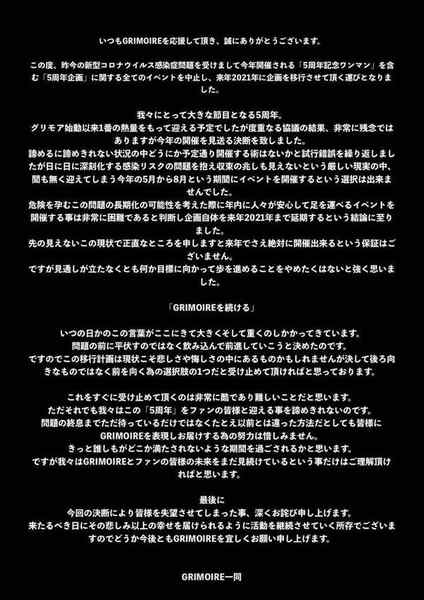 いつもGRIMOIREを応援して頂き、誠にありがとうございます。
この度、昨今の新型コロナウイルス感染症問題を受けまして今年開催される「5周年記念ワンマン」を含
む「5周年企画」に関する全てのイベントを中止し、来年2021年に企画を移行させて頂く運びとなりま
した。
我々にとって大きな節目となる5周年。
グリモア始動以来1番の熱量をもって迎える予定でしたが度重なる協議の結果、非常に残念では
ありますが今年の開催を見送る決断を致しました。
諦めるに諦めきれない状況の中どうにか予定通り開催する術はないかと試行錯誤を繰り返しまし
たが日に日に深刻化する感染リスクの問題を抱え収束の兆しも見えないという厳しい現実の中、
間も無く迎えてしまう今年の5月から8月という期間にイベントを開催するという選択は出来ま
せんでした。
危険を孕むこの問題の長期化の可能性を考えた際に年内に人々が安心して足を運べるイベントを
開催する事は非常に困難であると判断し企画自体を来年2021年まで延期するという結論に至り
ました。
先の見えないこの現状で正直なところを申しますと来年でさえ絶対に開催出来るという保証はご
ざいません。
ですが見通しが立たなくとも何か目標に向かって歩を進めることをやめたくはないと強く思いま
した。
「GRIMOIREを続ける」
いつの日かのこの言葉がここにきて大きくそして重くのしかかってきています。
問題の前に平伏すのではなく飲み込んで前進していこうと決めたのです。
ですのでこの移行計画は現状こそ悲しさや悔しさの中にあるものかもしれませんが決して後ろ向
きなものではなく前を向く為の選択肢の1つだと受け止めて頂ければと思っております。
これをすぐに受け止めて頂くのは非常に酷であり難しいことだと思います。
ただそれでも我々はこの「5周年」をファンの皆様と迎える事を諦めきれないのです。
問題の終息までただ待っているだけではなくたとえ以前とは違った方法だとしても皆様に
GRIMOIREを表現しお届けする為の努力は惜しみません。
きっと誰しもがどこか満たされないような期間を過ごされるかと思います。
ですが我々はGRIMOIREとファンの皆様の未来をまだ見続けているという事だけはご理解頂け
ればと思います。
最後に
今回の決断により皆様を失望させてしまった事、深くお詫び申し上げます。
来たるべき日にその悲しみ以上の幸せを届けられるように活動を継続させていく所存でございま
すのでどうか今後ともGRIMOIREを宜しくお願い申し上げます。
GRIMOIRE一同